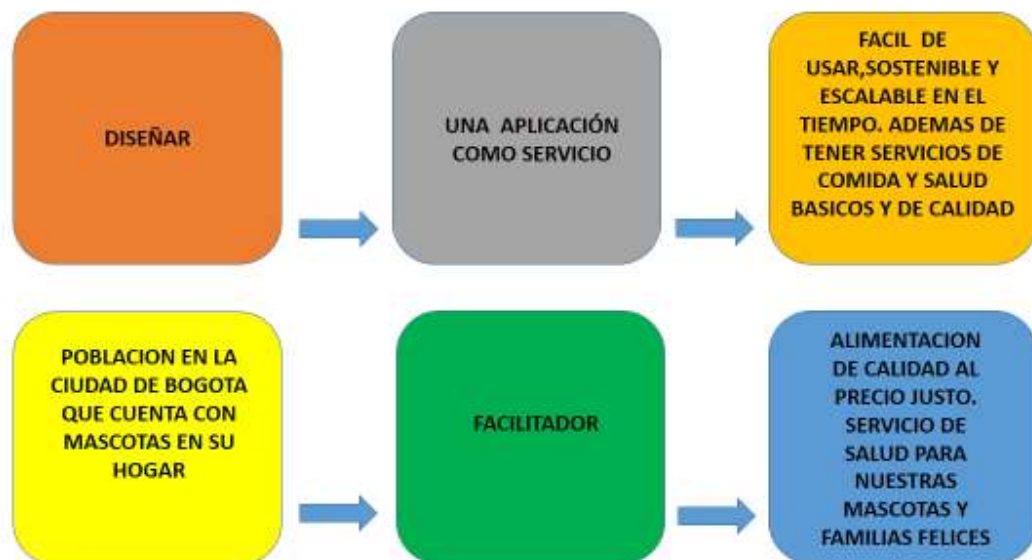 DISEÑAR
UNA APLICACIÓN
COMO SERVICIO
FACIL DE
USAR,SOSTENIBLE Y
ESCALABLE EN EL
TIEMPO. ADEMAS DE
TENER SERVICIOS DE
COMIDA Y SALUD
BASICOS Y DE CALIDAD
POBLACION EN LA
CIUDAD DE BOGOTA
QUE CUENTA CON
MASCOTAS EN SU
HOGAR
FACILITADOR
ALIMENTACION
DE CALIDAD AL
PRECIO JUSTO.
SERVICIO DE
SALUD PARA
NUESTRAS
MASCOTAS Y
FAMILIAS FELICES